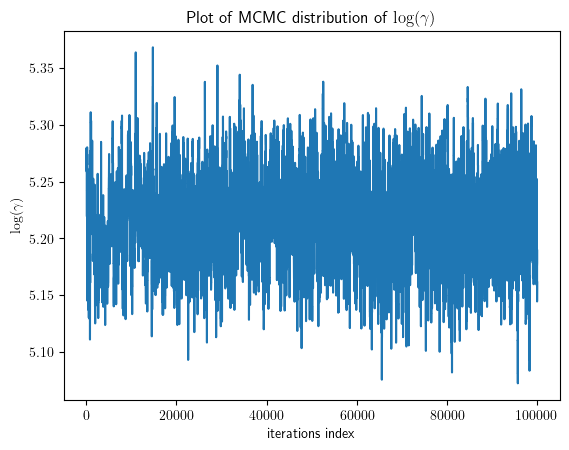 Plot of MCMC distribution of log(γ)
5.35
5.30
5.25
5.20
5.15
5.10
log(γ)
0 20000 40000 60000 80000 100000
iterations index